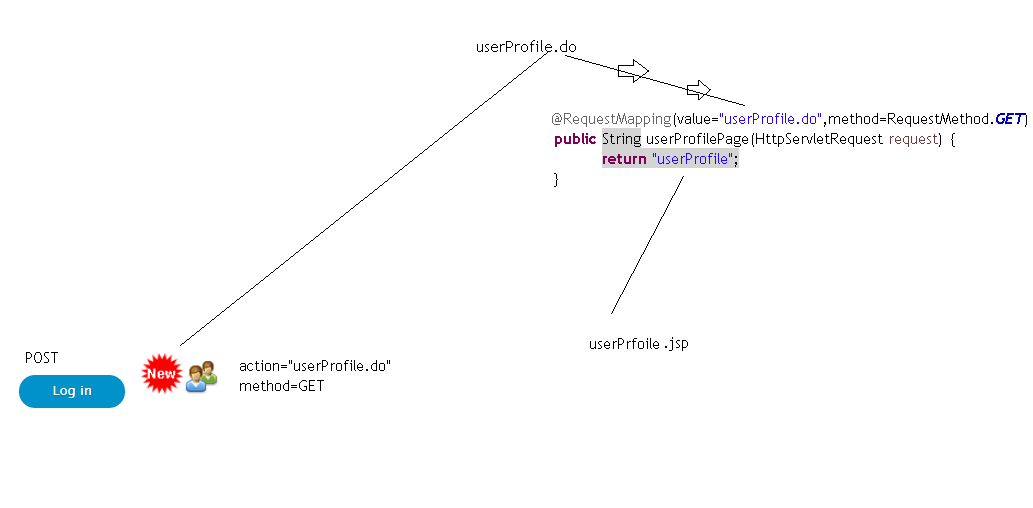 userProfile.do
@RequestMapping(value="userProfile.do",method=RequestMethod.GET)
public String userProfilePage(HttpServletRequest request) {
return "userProfile";
}
userPrfoile .jsp
POST
Log in
New
action="userProfile.do"
method=GET